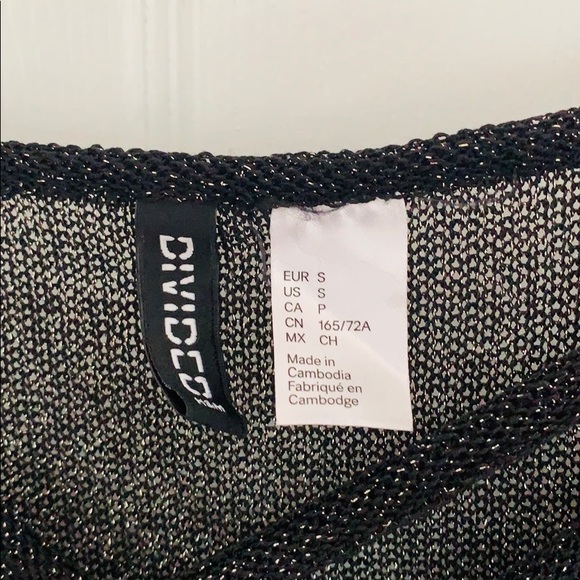 DIVIDED
EUR S
US S
CA P
CN 165/72A
MX CH
Made in
Cambodia
Fabriqué en
Cambodge